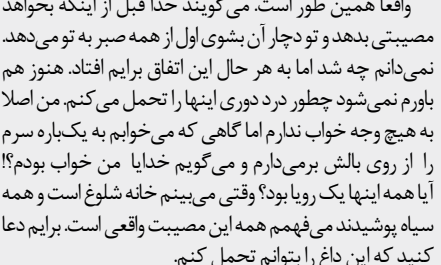 واقعا همین طور است. می‌گویند خدا قبل از اینکه بخواهد
مصیبتی بدهد و تو دچار آن بشوی اول از همه صبر به تو می‌دهد.
نمی‌دانم چه شد اما به هر حال این اتفاق برایم افتاد. هنوز هم
باورم نمی‌شود چطور درد دوری اینها را تحمل می‌کنم. من اصلا
به هیچ وجه خواب ندارم اما گاهی که می‌خوابم به یک‌باره سرم
را از روی بالش برمی‌دارم و می‌گویم خدایا من خواب بودم؟!
آیا همه اینها یک رویا بود؟ وقتی می‌بینم خانه شلوغ است و همه
سیاه پوشیدند می‌فهمم همه این مصیبت واقعی است. برایم دعا
کنید که این داغ را بتوانم تحمل کنم.